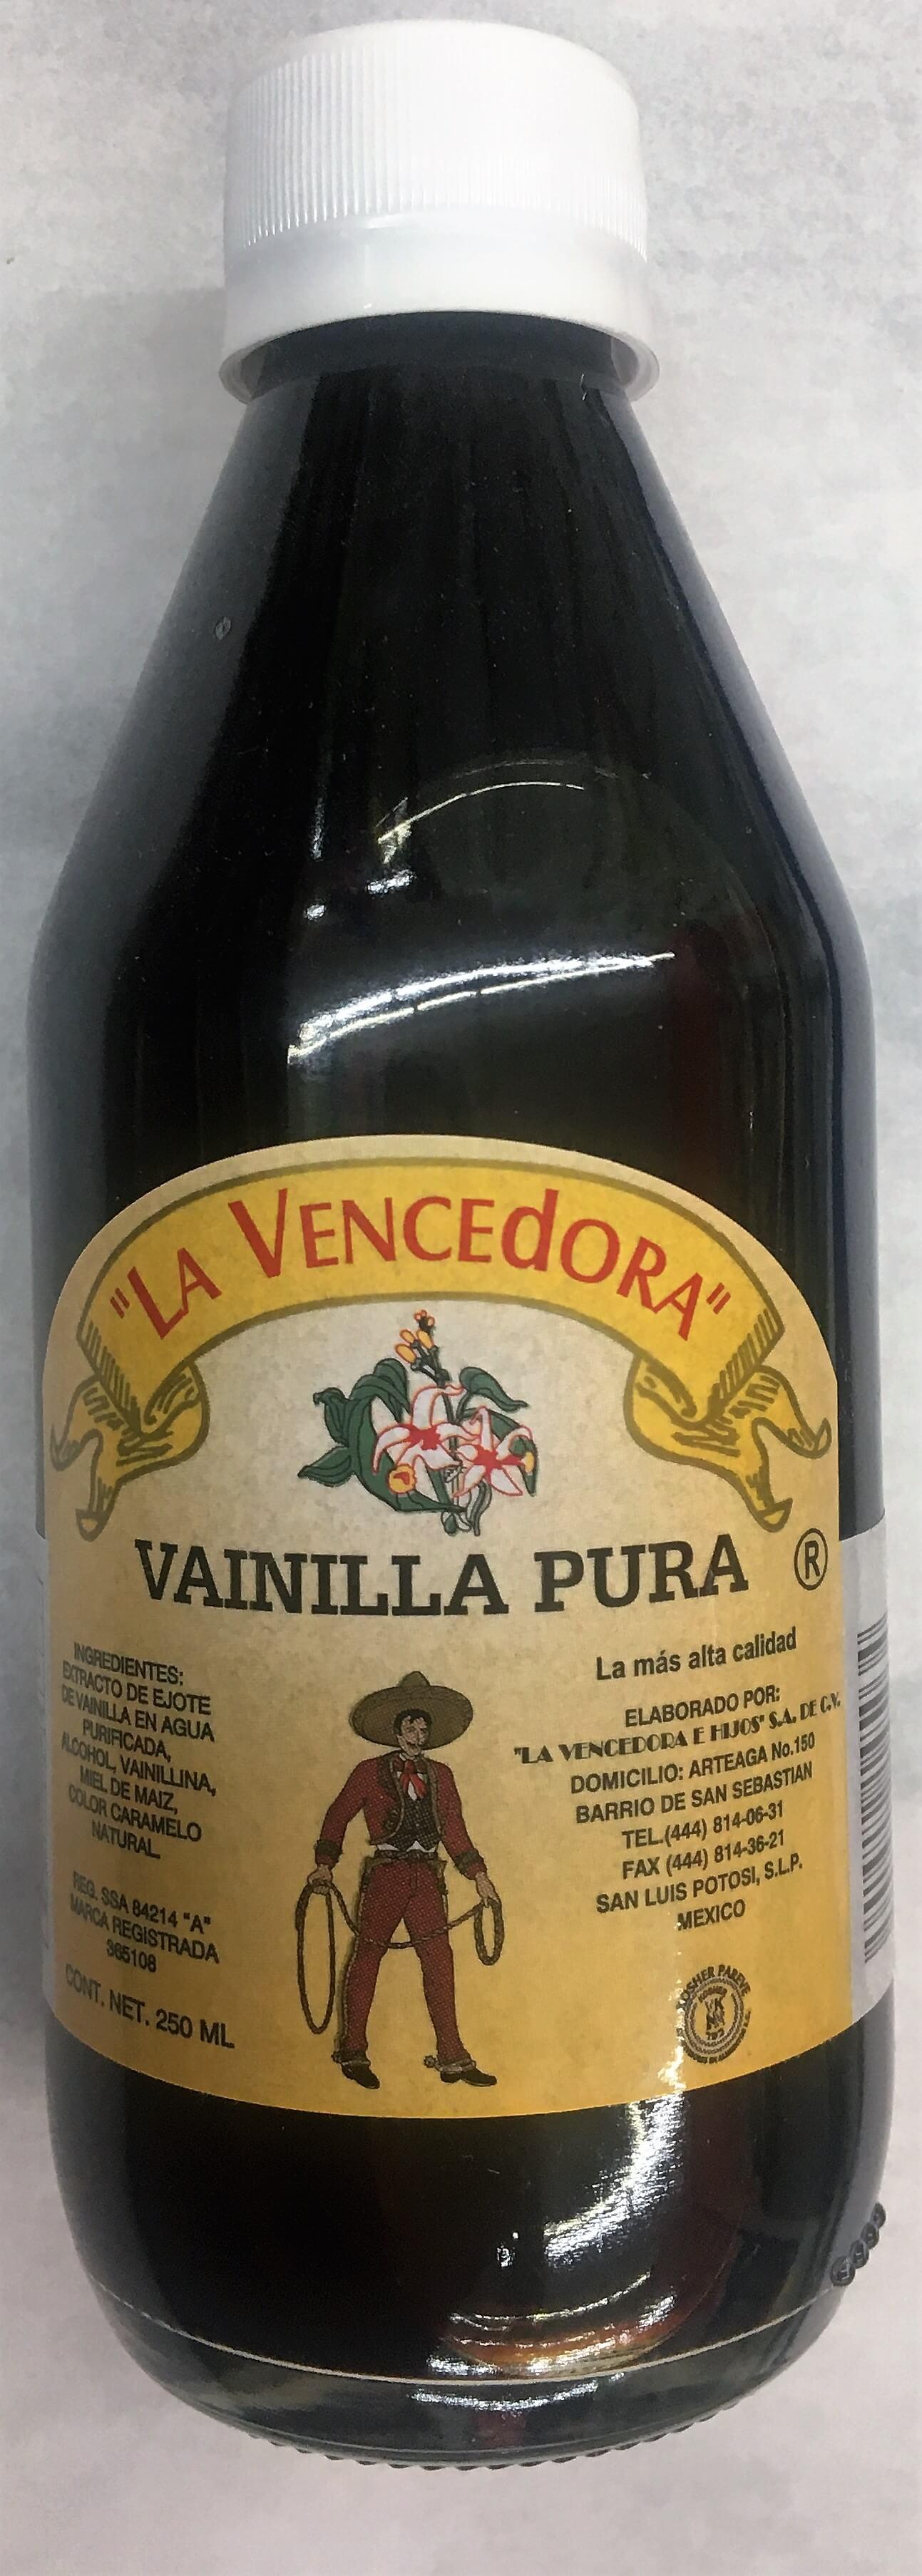 "LA VENCEdORA"
VAINILLA PURA ®
INGREDIENTES:
EXTRACTO DE EJOTE
DE VAINILLA EN AGUA
PURIFICADA,
ALCOHOL, VAINILLINA,
MIEL DE MAIZ,
COLOR CARAMELO
NATURAL.
REG. SSA 84214 "A"
MARCA REGISTRADA
365108
CONT. NET. 250 ML
La más alta calidad
ELABORADO POR:
"LA VENCEDORA E HIJOS" S.A. DE C.V.
DOMICILIO: ARTEAGA No.150
BARRIO DE SAN SEBASTIAN
TEL.(444) 814-06-31
FAX (444) 814-36-21
SAN LUIS POTOSI, S.L.P.
MEXICO
KOSHER PAREVE